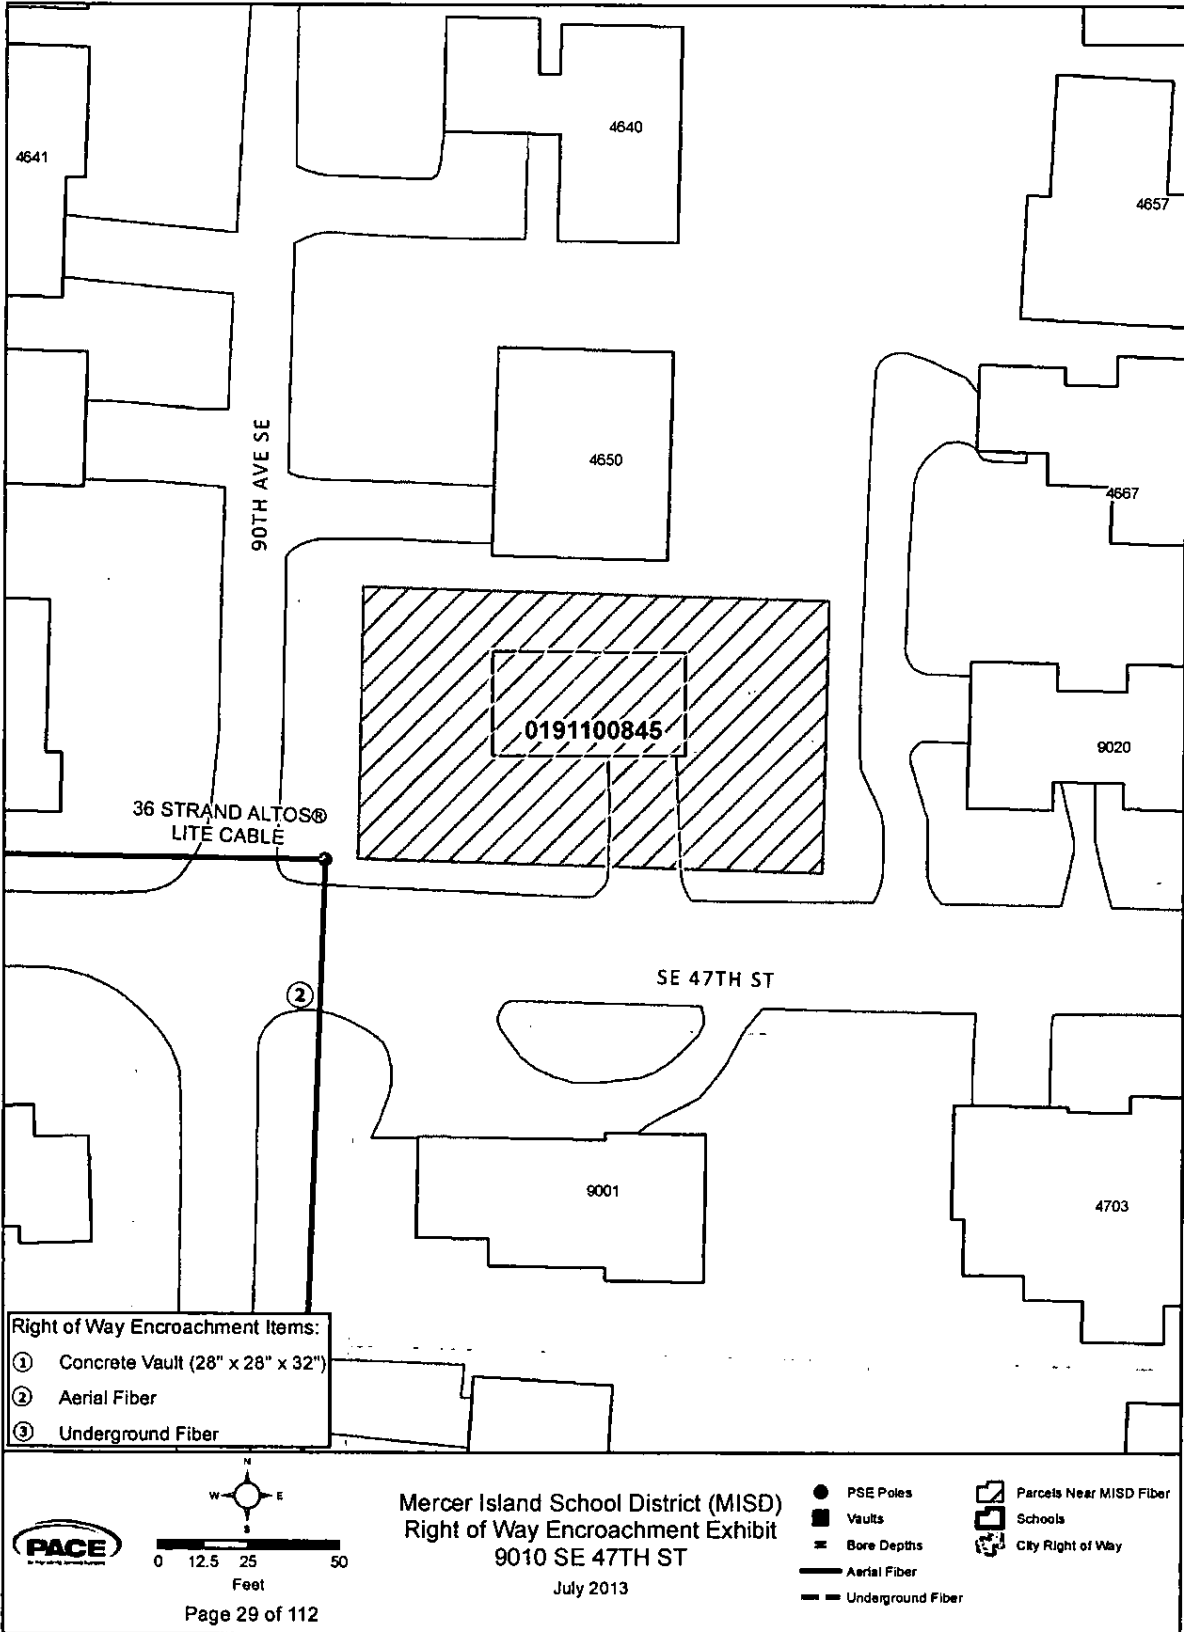 4640
4641
4657
90TH AVE SE
4650
4667
0191100845
9020
36 STRAND ALTOS®
LITE CABLE
SE 47TH ST
②
9001
4703
Right of Way Encroachment Items:
① Concrete Vault (28" x 28" x 32")
② Aerial Fiber
③ Underground Fiber
N
W E
S
PACE
0 12.5 25 50
Feet
Page 29 of 112
Mercer Island School District (MISD)
Right of Way Encroachment Exhibit
9010 SE 47TH ST
July 2013
PSE Poles
Vaults
Bore Depths
Aerial Fiber
Underground Fiber
Parcels Near MISD Fiber
Schools
City Right of Way